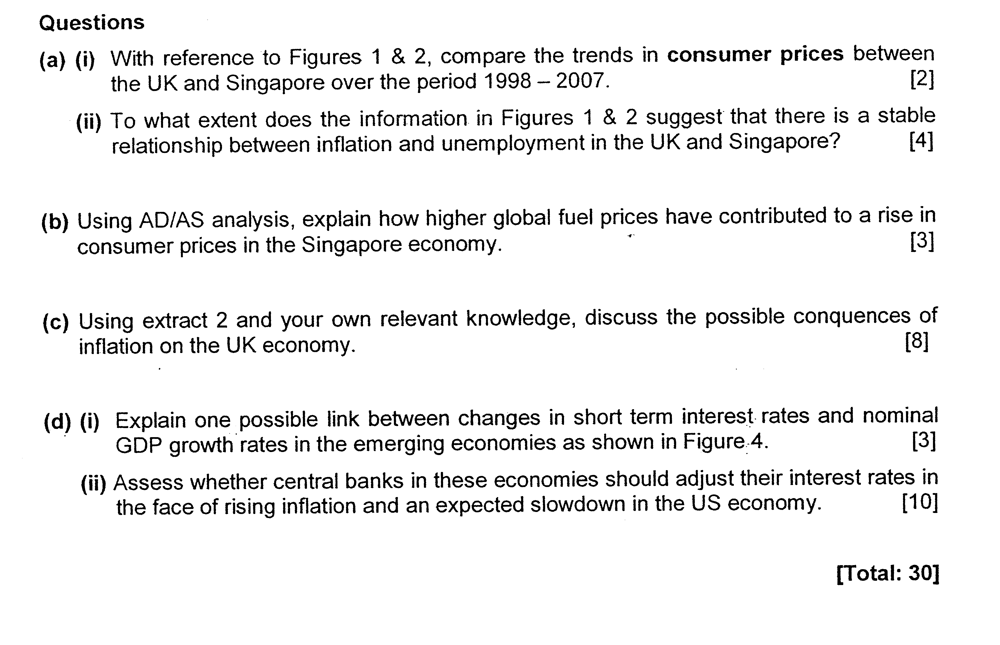 Questions
(a) (i) With reference to Figures 1 & 2, compare the trends in consumer prices between
the UK and Singapore over the period 1998 – 2007. [2]
(ii) To what extent does the information in Figures 1 & 2 suggest that there is a stable
relationship between inflation and unemployment in the UK and Singapore? [4]
(b) Using AD/AS analysis, explain how higher global fuel prices have contributed to a rise in
consumer prices in the Singapore economy. [3]
(c) Using extract 2 and your own relevant knowledge, discuss the possible conquences of
inflation on the UK economy. [8]
(d) (i) Explain one possible link between changes in short term interest rates and nominal
GDP growth rates in the emerging economies as shown in Figure 4. [3]
(ii) Assess whether central banks in these economies should adjust their interest rates in
the face of rising inflation and an expected slowdown in the US economy. [10]
[Total: 30]